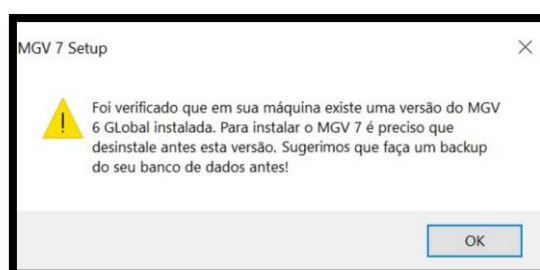 MGV 7 Setup
Foi verificado que em sua máquina existe uma versão do MGV
6 GLobal instalada. Para instalar o MGV 7 é preciso que
desinstale antes esta versão. Sugerimos que faça um backup
do seu banco de dados antes!
OK